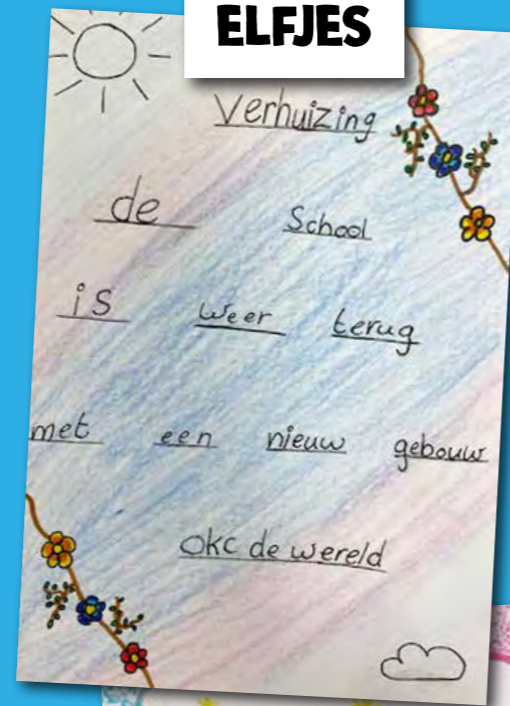 ELFJES
Verhuizing
de School
is weer terug
met een nieuw gebouw
Okc de wereld